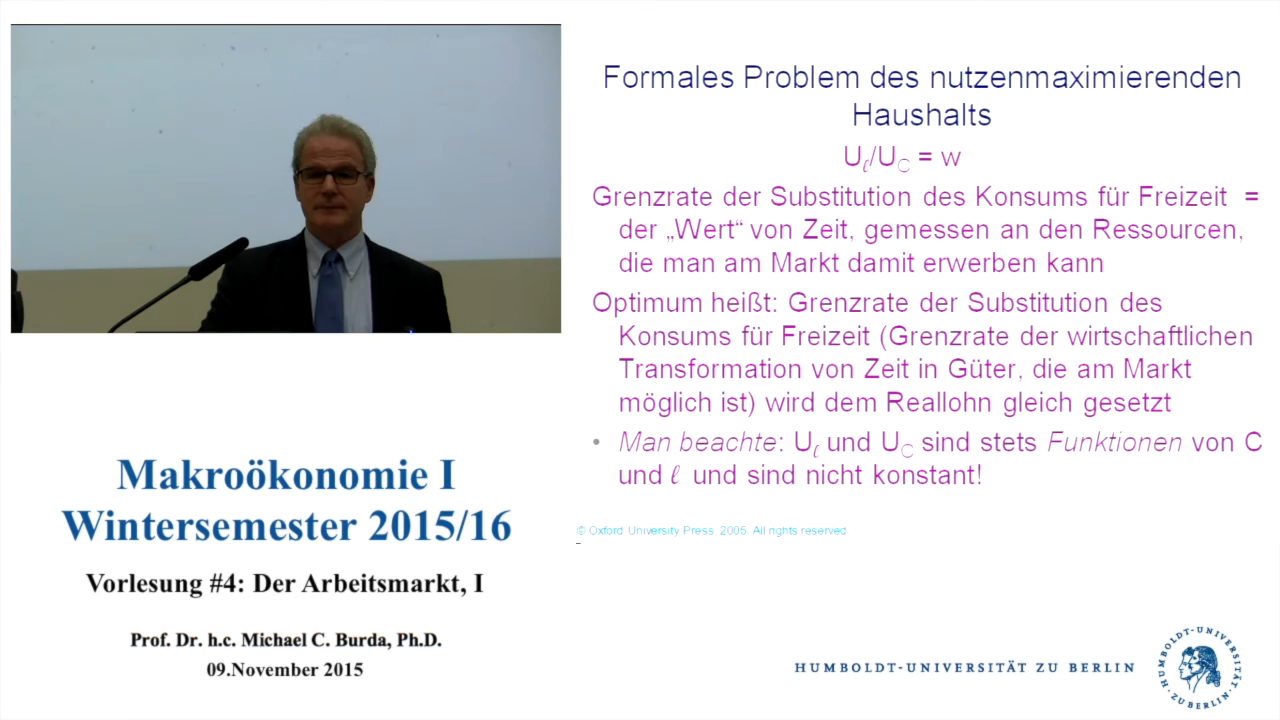 Formales Problem des nutzenmaximierenden
Haushalts
Uℓ/UC = w
Grenzrate der Substitution des Konsums für Freizeit =
der „Wert“ von Zeit, gemessen an den Ressourcen,
die man am Markt damit erwerben kann
Optimum heißt: Grenzrate der Substitution des
Konsums für Freizeit (Grenzrate der wirtschaftlichen
Transformation von Zeit in Güter, die am Markt
möglich ist) wird dem Reallohn gleich gesetzt
• Man beachte: Uℓ und UC sind stets Funktionen von C
und ℓ und sind nicht konstant!
© Oxford University Press, 2005. All rights reserved
Makroökonomie I
Wintersemester 2015/16
Vorlesung #4: Der Arbeitsmarkt, I
Prof. Dr. h.c. Michael C. Burda, Ph.D.
09.November 2015
HUMBOLDT-UNIVERSITÄT ZU BERLIN
HUMBOLDT-UNIVERSITÄT · ZU BERLIN ·